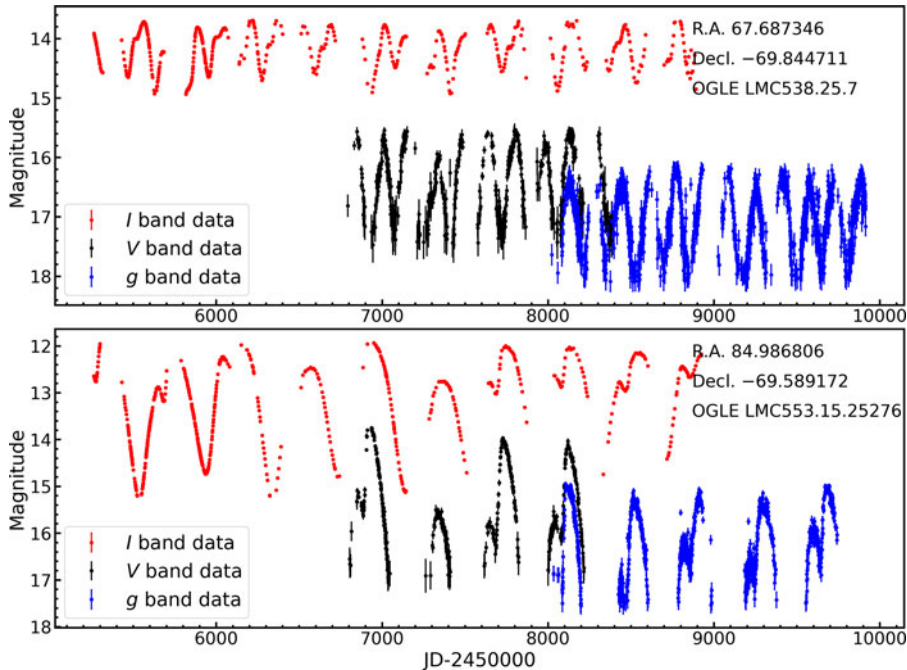 14
15
16
17
18
Magnitude
R.A. 67.687346
Decl. −69.844711
OGLE LMC538.25.7
I band data
V band data
g band data
6000 7000 8000 9000 10000
12
13
14
15
16
17
18
Magnitude
R.A. 84.986806
Decl. −69.589172
OGLE LMC553.15.25276
I band data
V band data
g band data
6000 7000 8000 9000 10000
JD-2450000